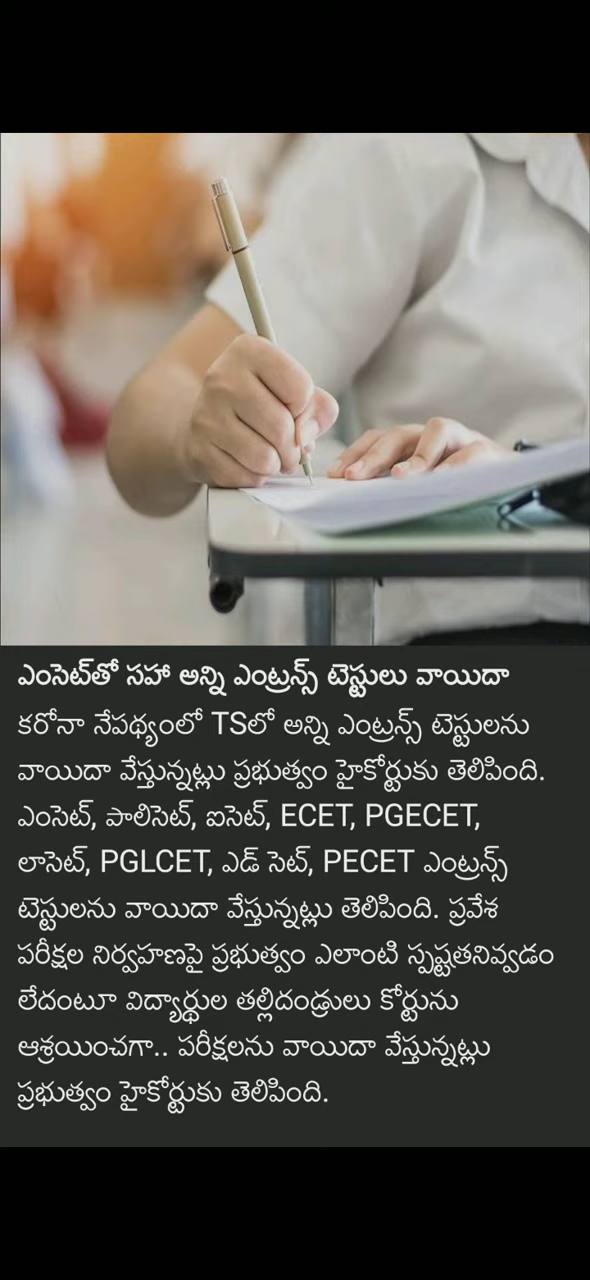 ఎంసెట్‌తో సహా అన్ని ఎంట్రన్స్ టెస్టులు వాయిదా
కరోనా నేపథ్యంలో TSలో అన్ని ఎంట్రన్స్ టెస్టులను
వాయిదా వేస్తున్నట్లు ప్రభుత్వం హైకోర్టుకు తెలిపింది.
ఎంసెట్, పాలిసెట్, ఐసెట్, ECET, PGECET,
లాసెట్, PGLCET, ఎడ్ సెట్, PECET ఎంట్రన్స్
టెస్టులను వాయిదా వేస్తున్నట్లు తెలిపింది. ప్రవేశ
పరీక్షల నిర్వహణపై ప్రభుత్వం ఎలాంటి స్పష్టతనివ్వడం
లేదంటూ విద్యార్థుల తల్లిదండ్రులు కోర్టును
ఆశ్రయించగా.. పరీక్షలను వాయిదా వేస్తున్నట్లు
ప్రభుత్వం హైకోర్టుకు తెలిపింది.